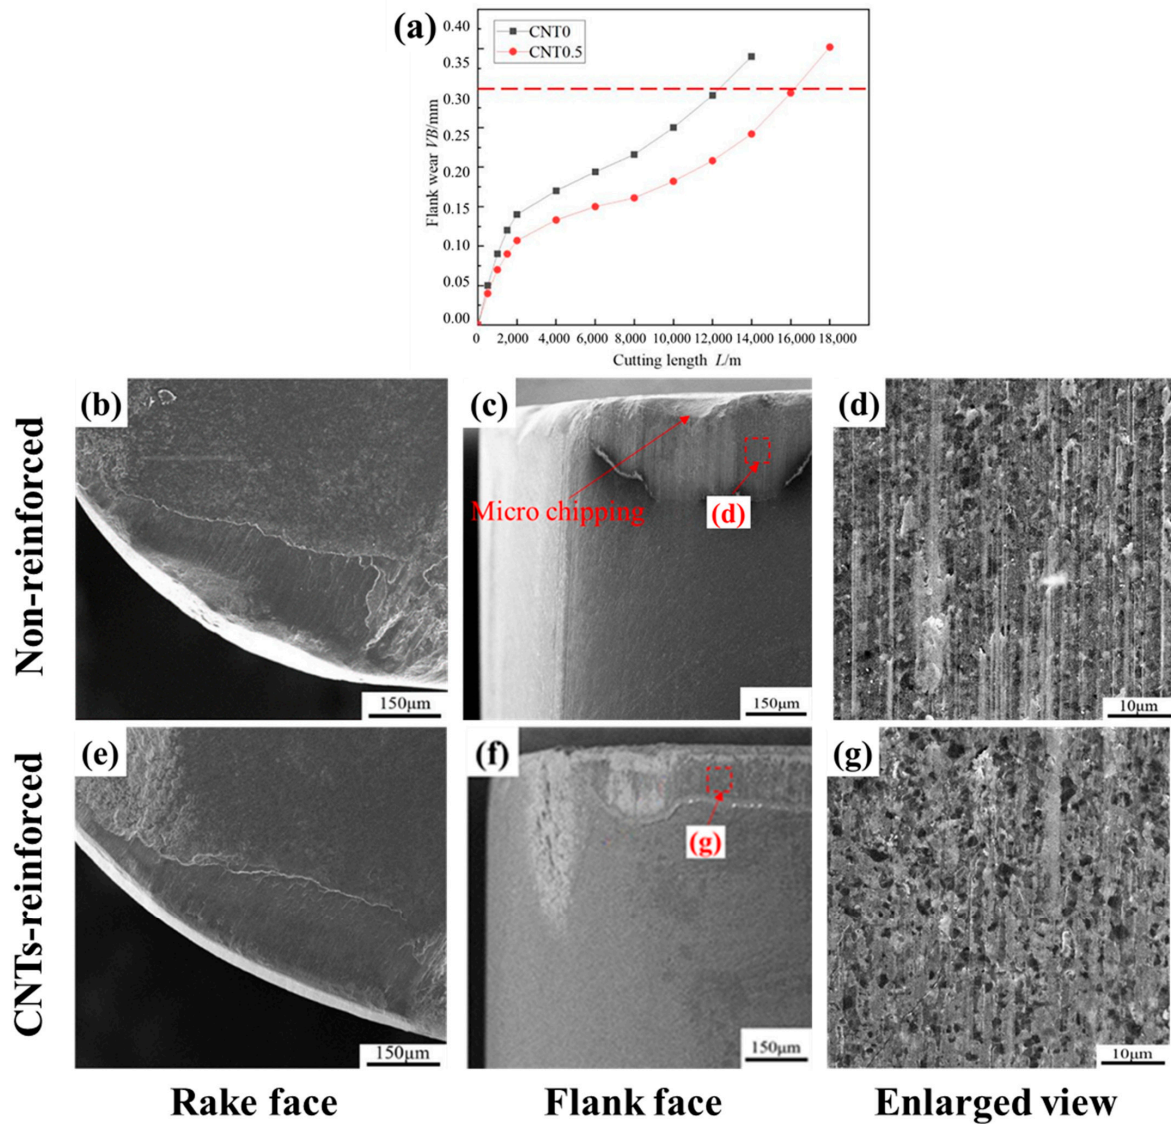 (a)
CNT0
CNT0.5
0.40
0.35
0.30
0.25
0.20
0.15
0.10
0.05
0.00
Flank wear VB/mm
0 2,000 4,000 6,000 8,000 10,000 12,000 14,000 16,000 18,000
Cutting length L/m
Non-reinforced
(b)
150μm
(c)
Micro chipping
(d)
150μm
(d)
10μm
CNTs-reinforced
(e)
150μm
(f)
(g)
150μm
(g)
10μm
Rake face
Flank face
Enlarged view